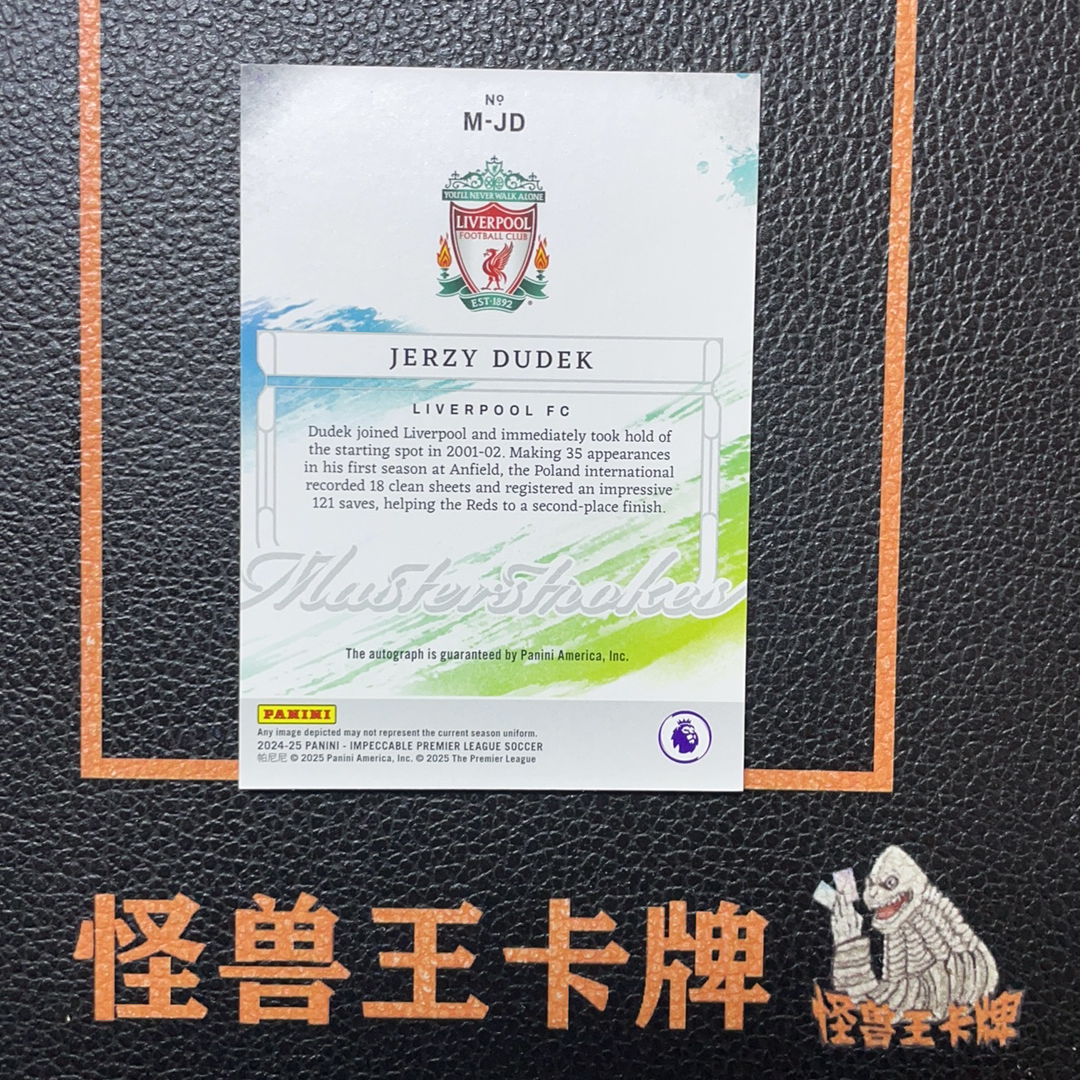 Nº
M-JD
YOU'LL NEVER WALK ALONE
LIVERPOOL
FOOTBALL CLUB
EST·1892
JERZY DUDEK
LIVERPOOL FC
Dudek joined Liverpool and immediately took hold of
the starting spot in 2001-02. Making 35 appearances
in his first season at Anfield, the Poland international
recorded 18 clean sheets and registered an impressive
121 saves, helping the Reds to a second-place finish.
Masterstrokes
The autograph is guaranteed by Panini America, Inc.
PANINI
Any image depicted may not represent the current season uniform.
2024-25 PANINI - IMPECCABLE PREMIER LEAGUE SOCCER
帕尼尼 © 2025 Panini America, Inc. © 2025 The Premier League
怪兽王卡牌
怪兽王卡牌